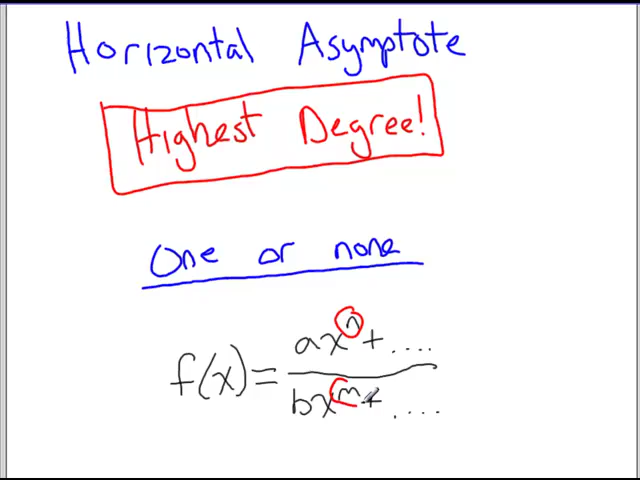 Horizontal Asymptote
Highest Degree!
One or none
f(x) = ax^n + ....
bx^m + ....